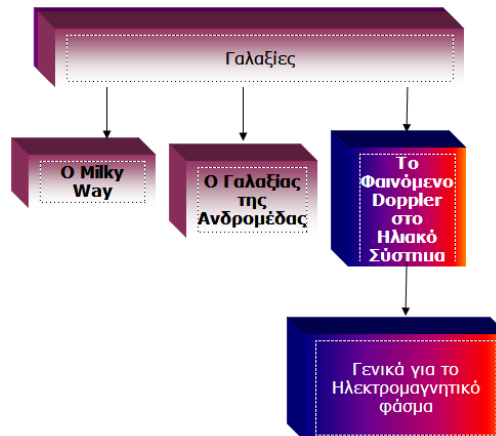 Γαλαξίες
Ο Milky
Way
Ο Γαλαξίας
της
Ανδρομέδας
Το
Φαινόμενο
Doppler
στο
Ηλιακό
Σύστημα
Γενικά για το
Ηλεκτρομαγνητικό
φάσμα